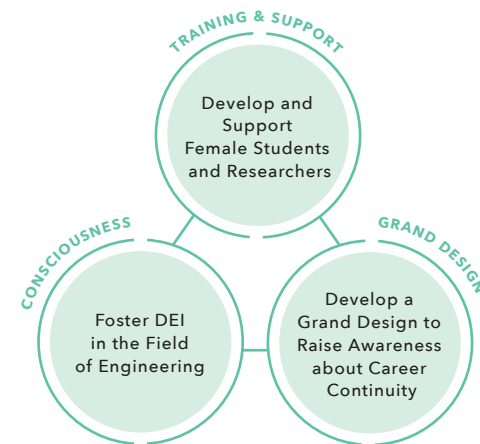 TRAINING & SUPPORT
Develop and
Support
Female Students
and Researchers
CONSCIOUSNESS
Foster DEI
in the Field
of Engineering
GRAND DESIGN
Develop a
Grand Design to
Raise Awareness
about Career
Continuity